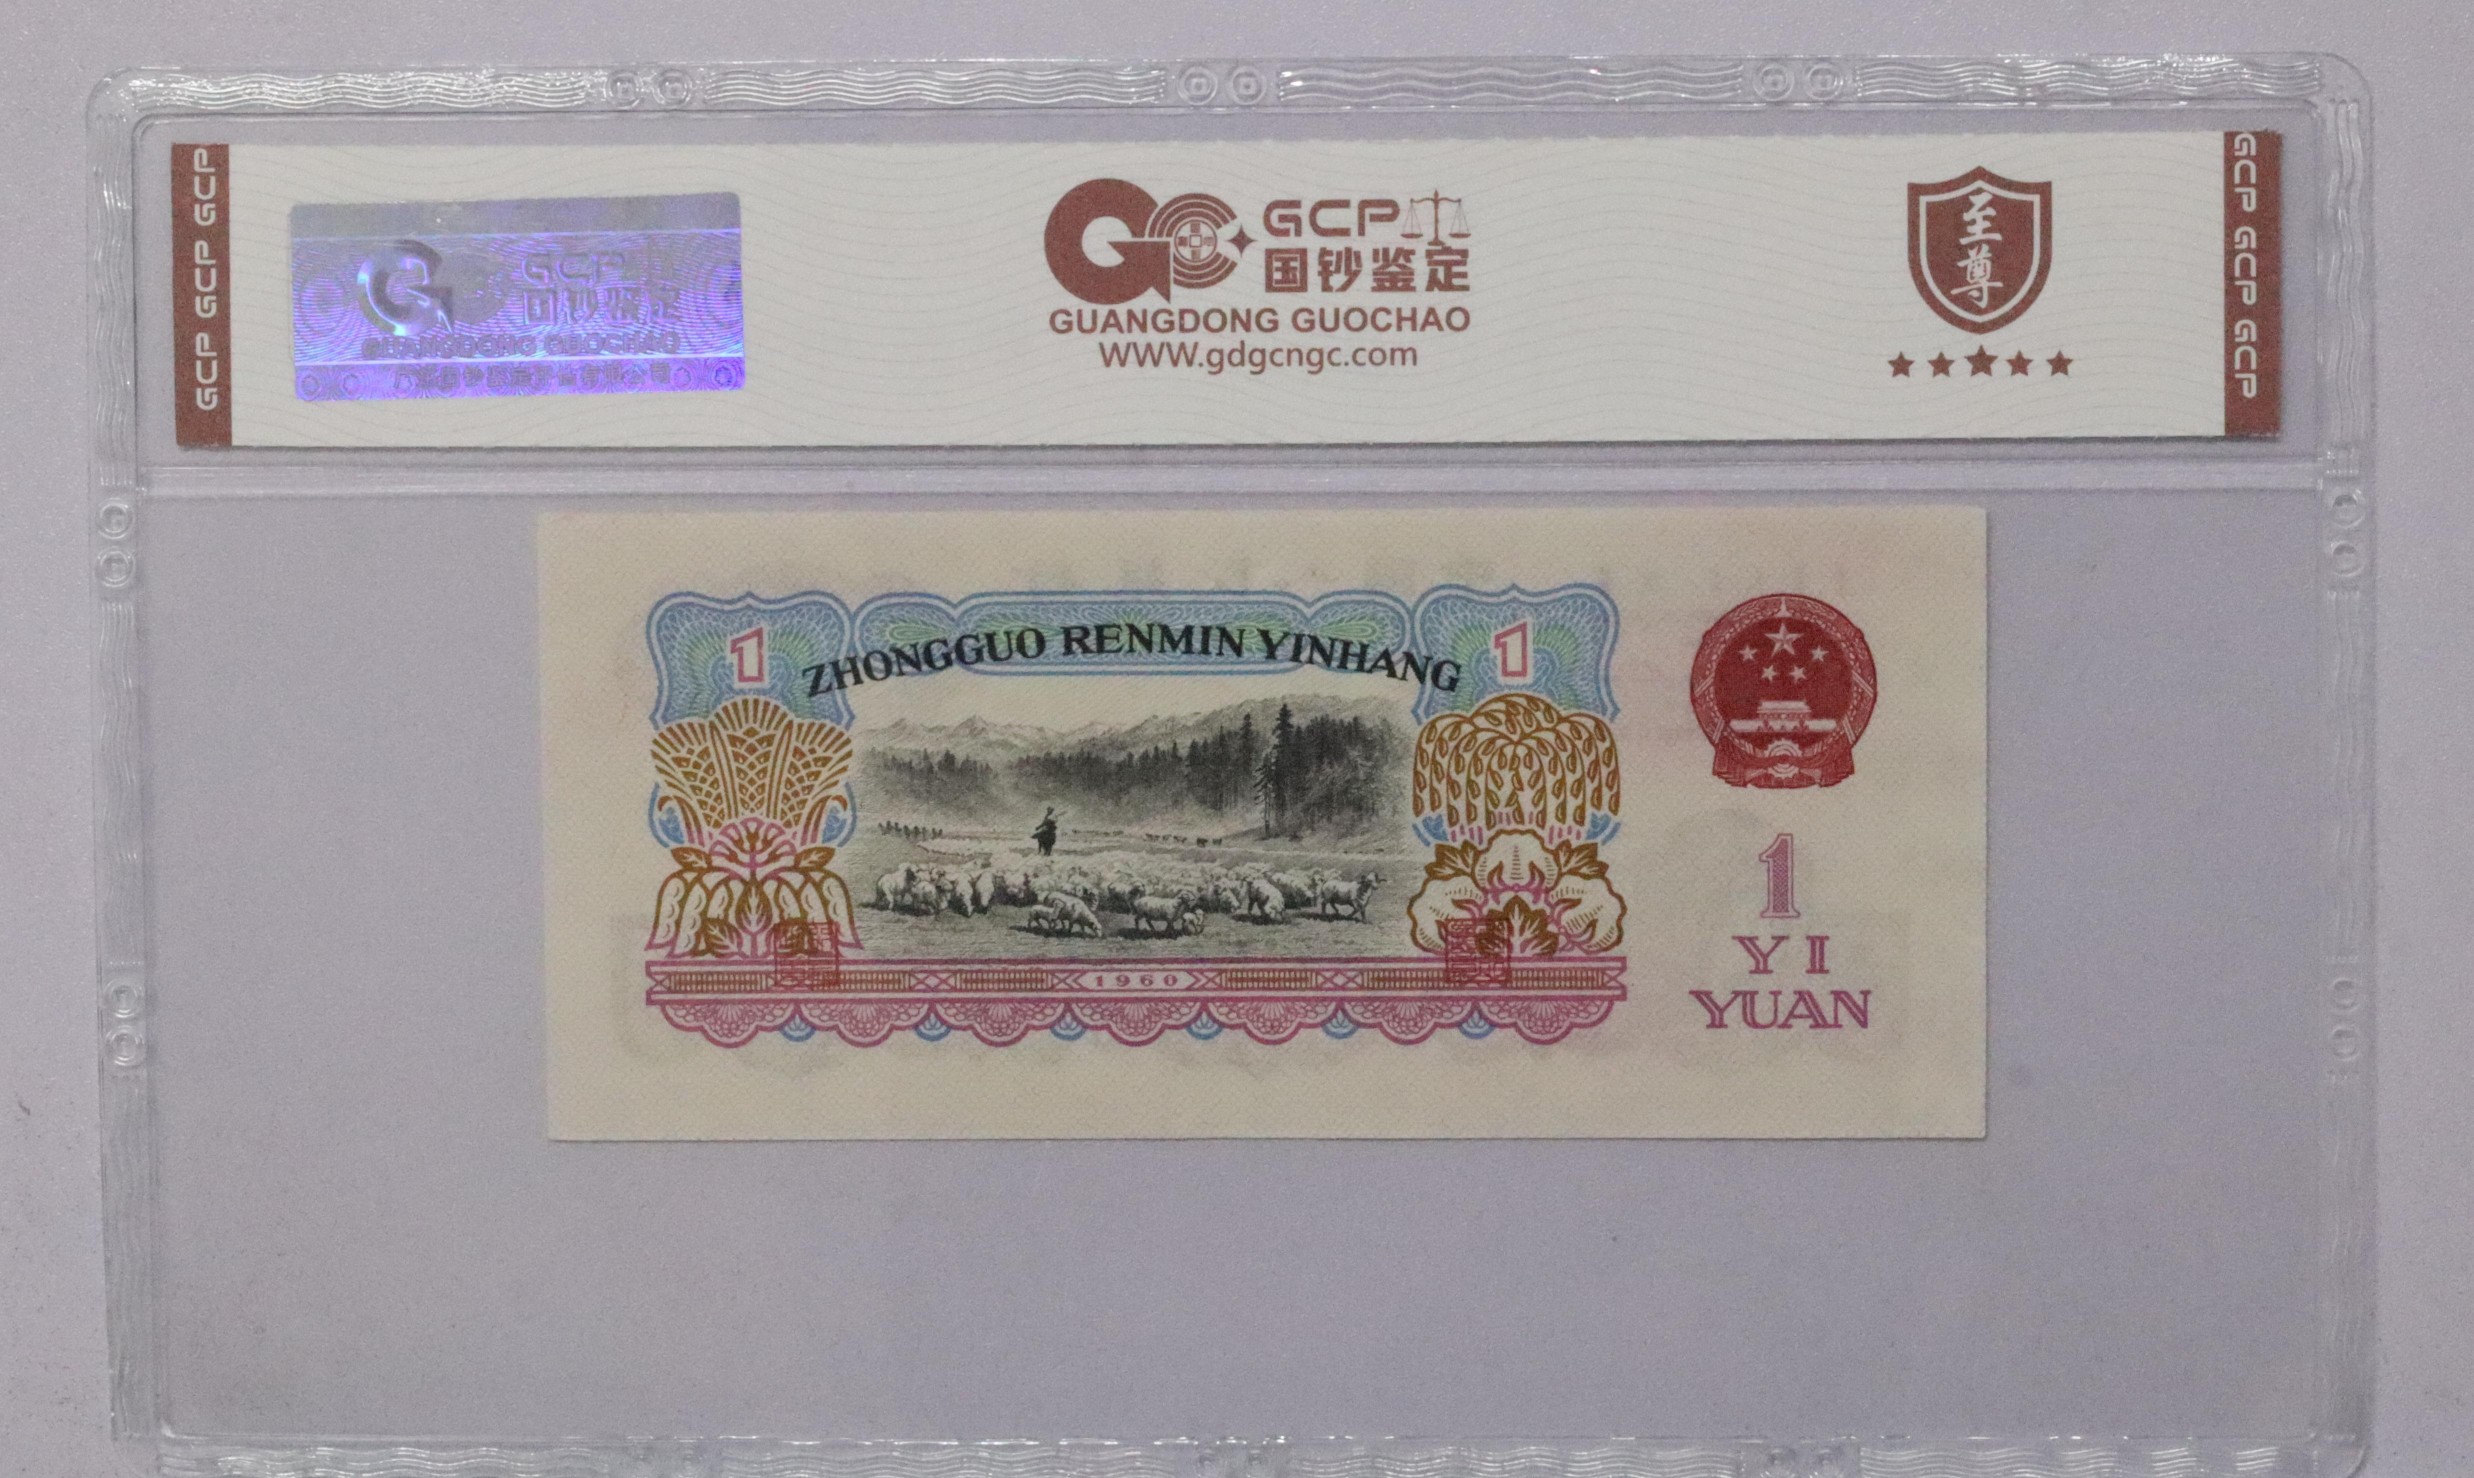 GCP GCP GCP
GCP
国钞鉴定
GUANGDONG GUOCHAO
GCP
国钞鉴定
GUANGDONG GUOCHAO
WWW.gdgcngc.com
至尊
GCP GCP GCP
1
ZHONGGUO RENMIN YINHANG
1
1960
1
YI
YUAN